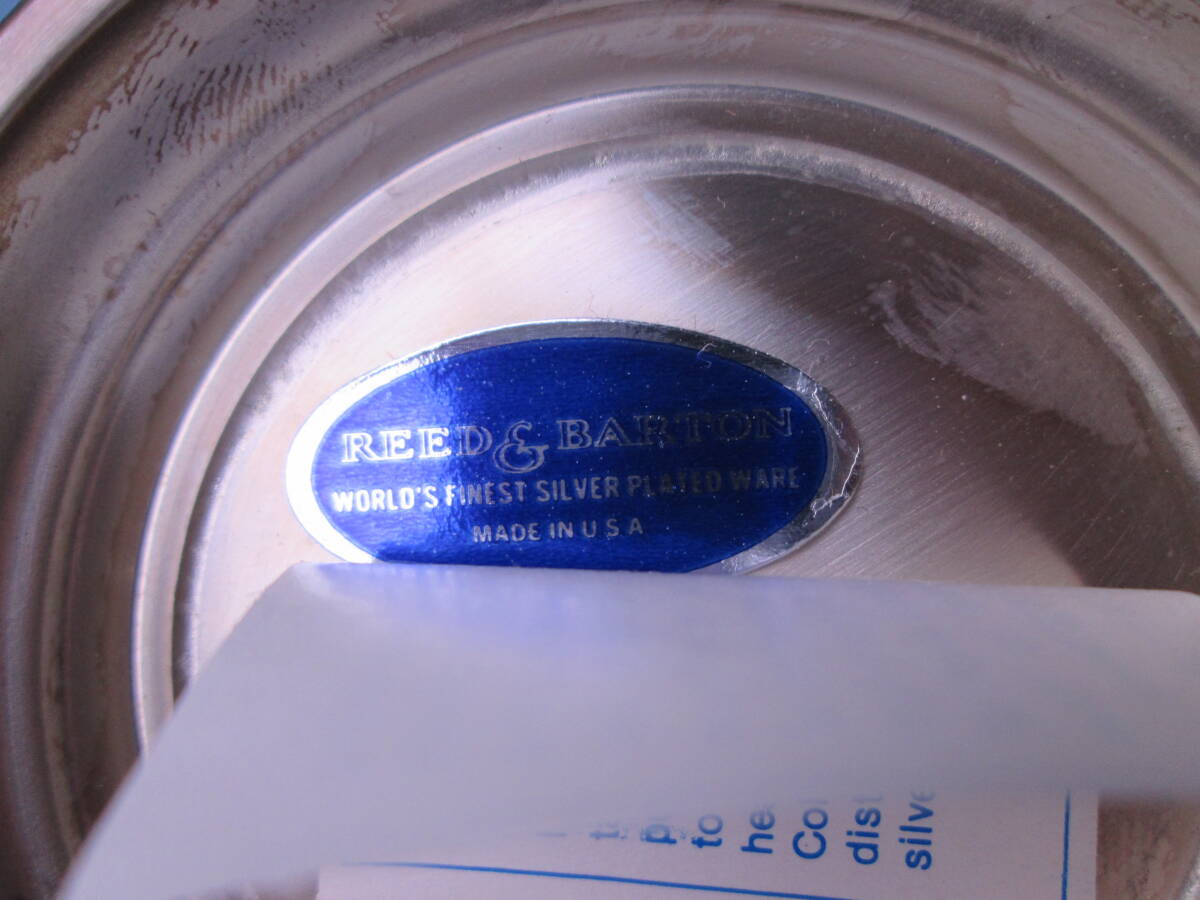 REED & BARTON
WORLD'S FINEST SILVER PLATED WARE
MADE IN U S A
to
he
Co
dist
silve